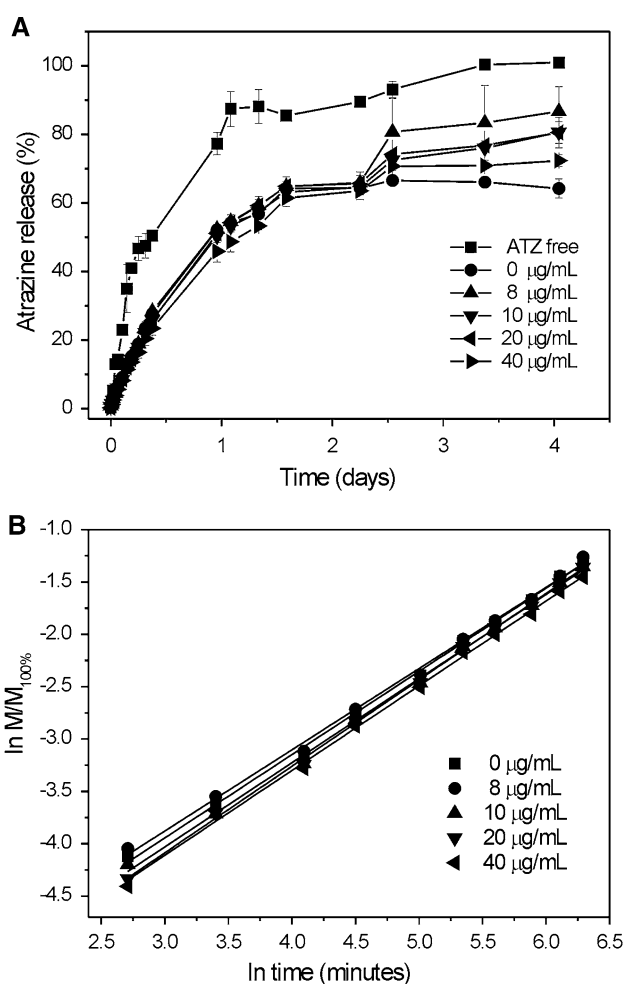 A
100
80
60
40
20
0
Atrazine release (%)
ATZ free
0 µg/mL
8 µg/mL
10 µg/mL
20 µg/mL
40 µg/mL
0 1 2 3 4
Time (days)
B
-1.0
-1.5
-2.0
-2.5
-3.0
-3.5
-4.0
-4.5
ln M/M100%
0 µg/mL
8 µg/mL
10 µg/mL
20 µg/mL
40 µg/mL
2.5 3.0 3.5 4.0 4.5 5.0 5.5 6.0 6.5
ln time (minutes)